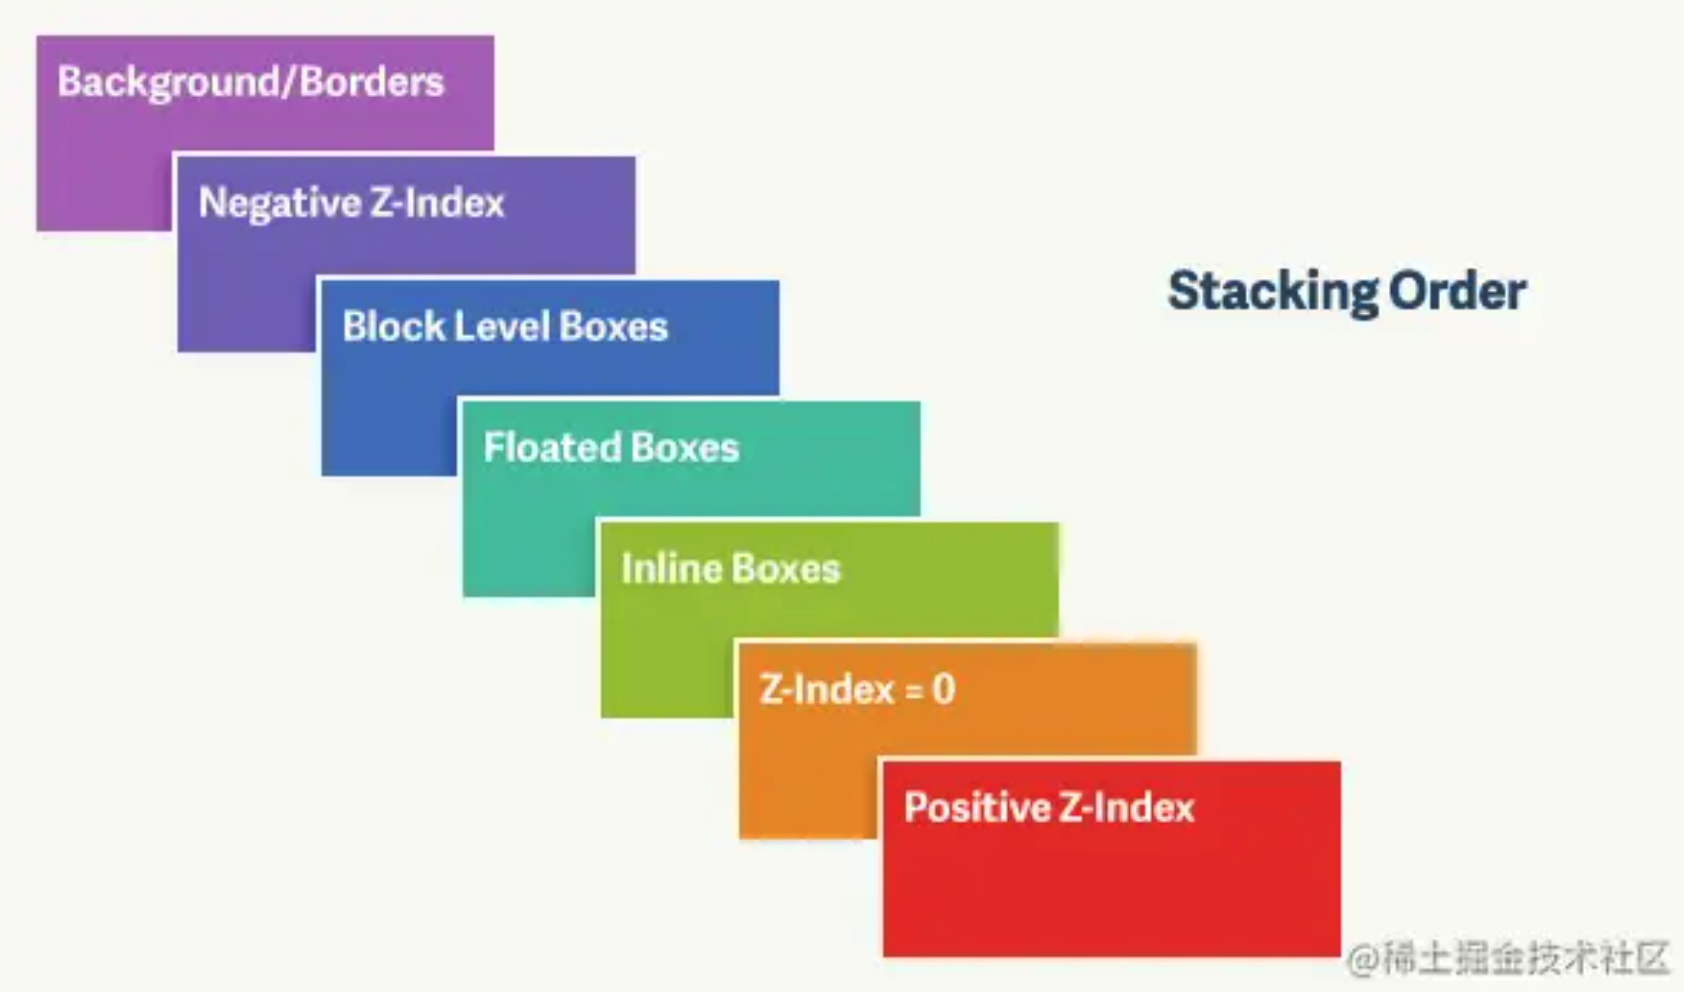 Background/Borders
Negative Z-Index
Stacking Order
Block Level Boxes
Floated Boxes
Inline Boxes
Z-Index = 0
Positive Z-Index
@稀土掘金技术社区